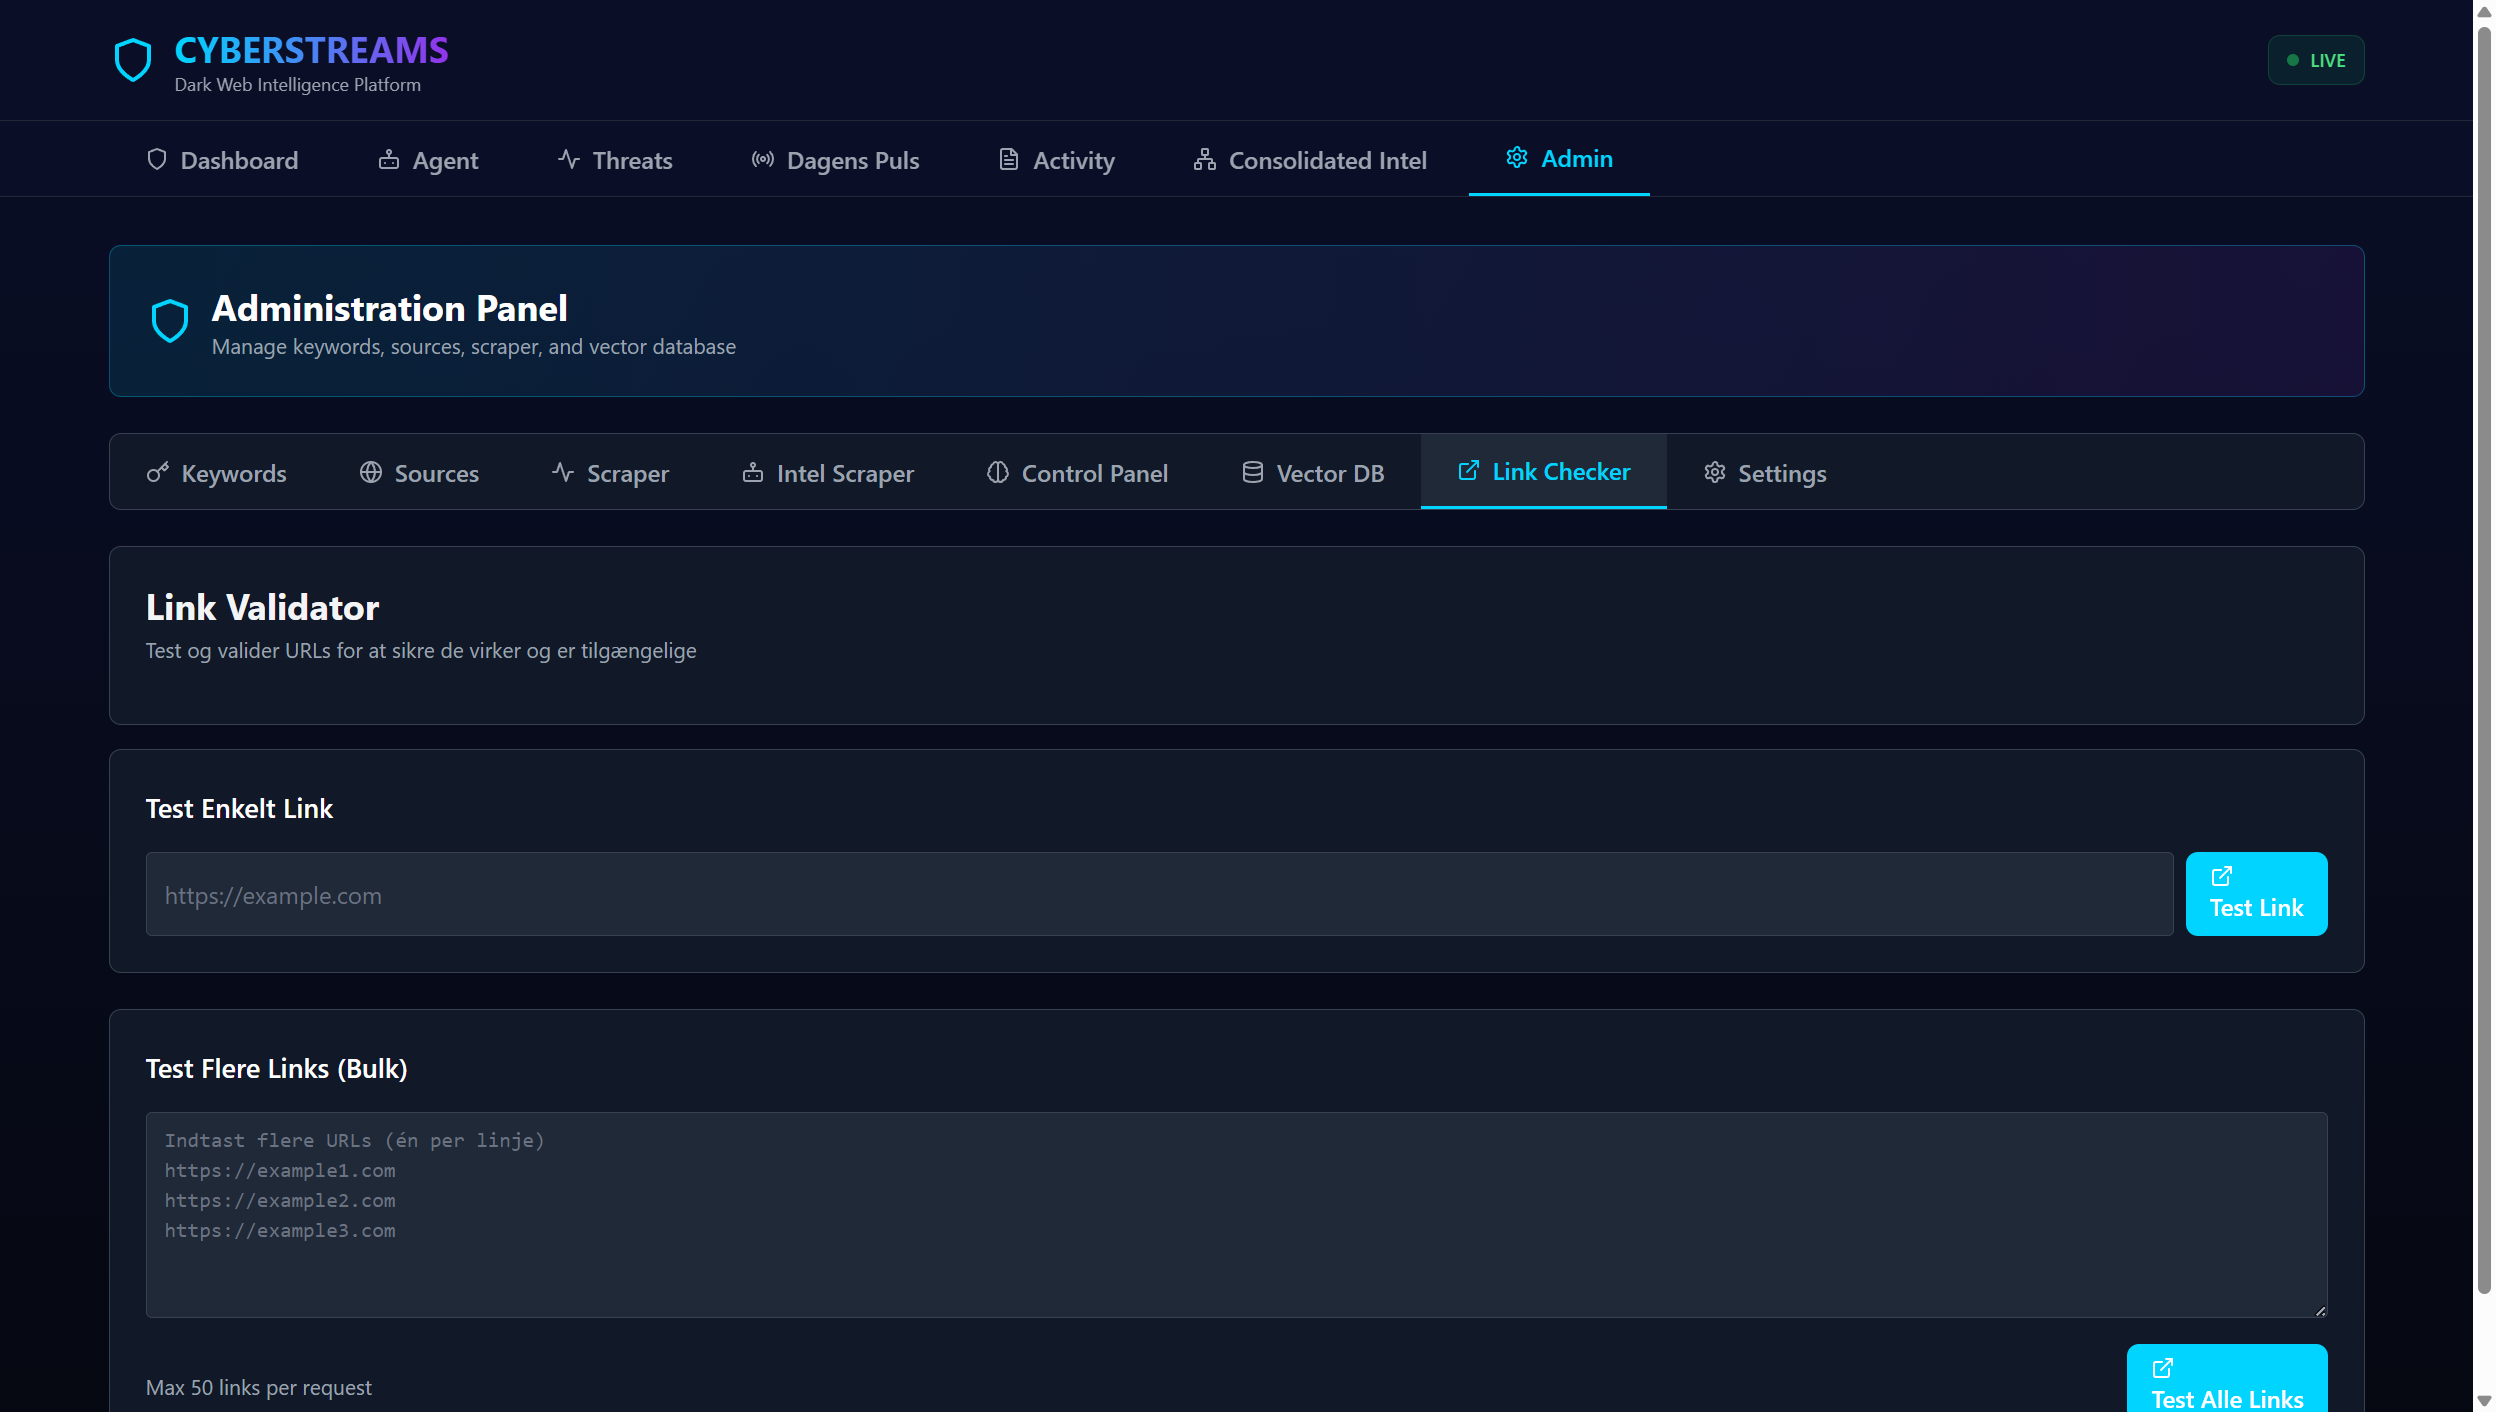 CYBERSTREAMS
Dark Web Intelligence Platform
LIVE
Dashboard
Agent
Threats
Dagens Puls
Activity
Consolidated Intel
Admin
Administration Panel
Manage keywords, sources, scraper, and vector database
Keywords
Sources
Scraper
Intel Scraper
Control Panel
Vector DB
Link Checker
Settings
Link Validator
Test og valider URLs for at sikre de virker og er tilgængelige
Test Enkelt Link
https://example.com
Test Link
Test Flere Links (Bulk)
Indtast flere URLs (én per linje)
https://example1.com
https://example2.com
https://example3.com
Max 50 links per request
Test Alle Links